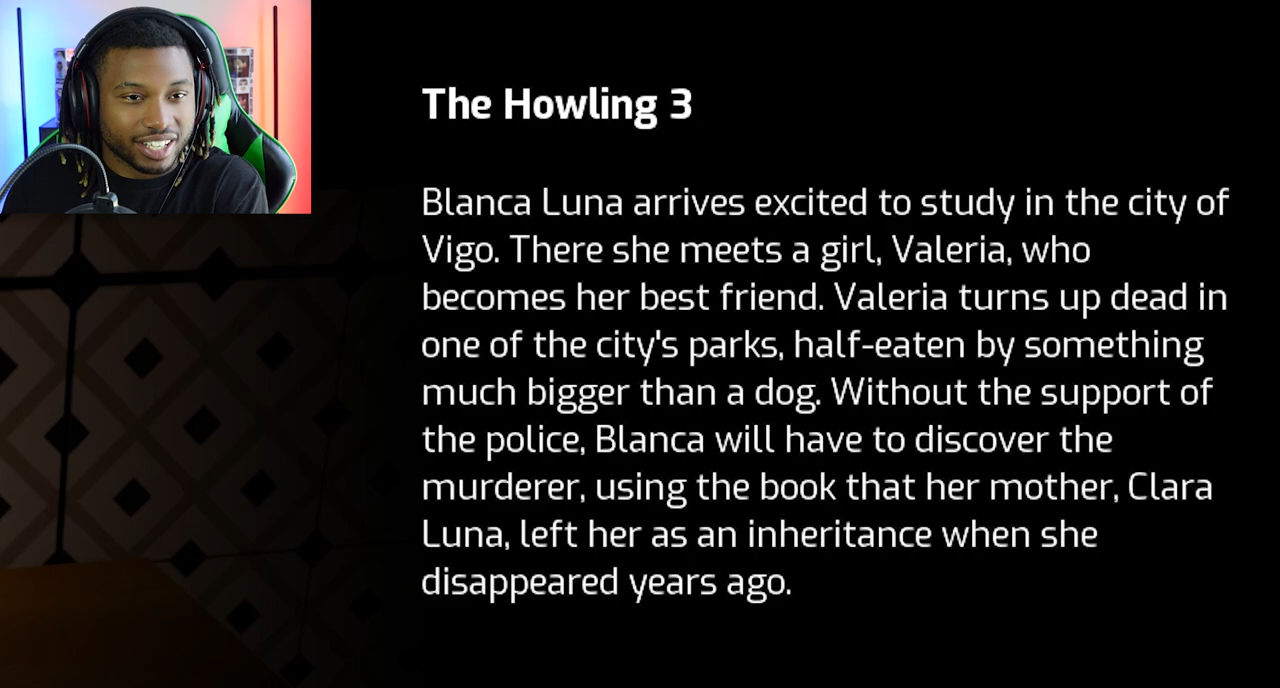 The Howling 3
Blanca Luna arrives excited to study in the city of
Vigo. There she meets a girl, Valeria, who
becomes her best friend. Valeria turns up dead in
one of the city's parks, half-eaten by something
much bigger than a dog. Without the support of
the police, Blanca will have to discover the
murderer, using the book that her mother, Clara
Luna, left her as an inheritance when she
disappeared years ago.